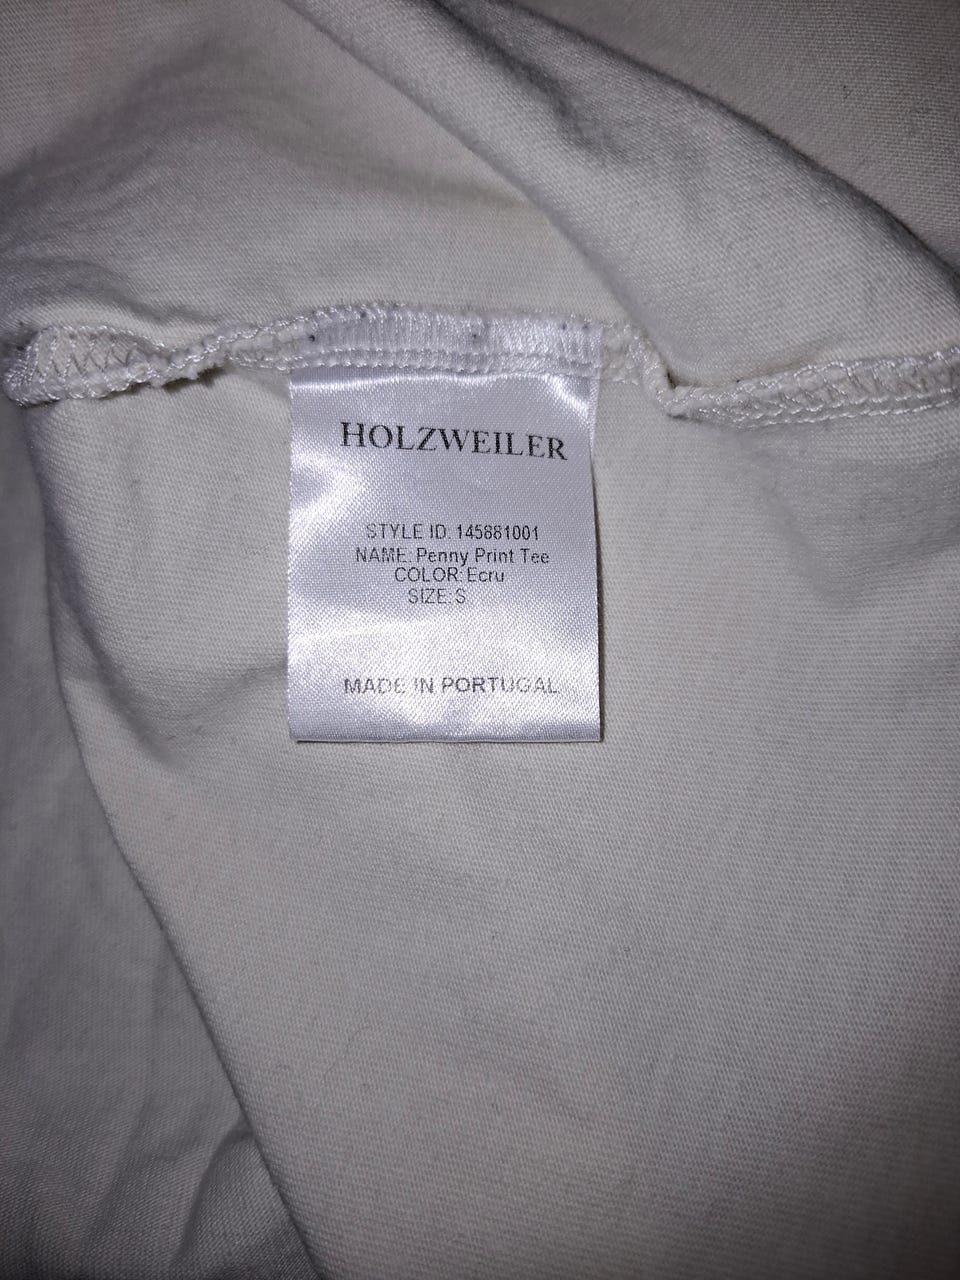 HOLZWEILER
STYLE ID: 145881001
NAME: Penny Print Tee
COLOR: Ecru
SIZE: S
MADE IN PORTUGAL